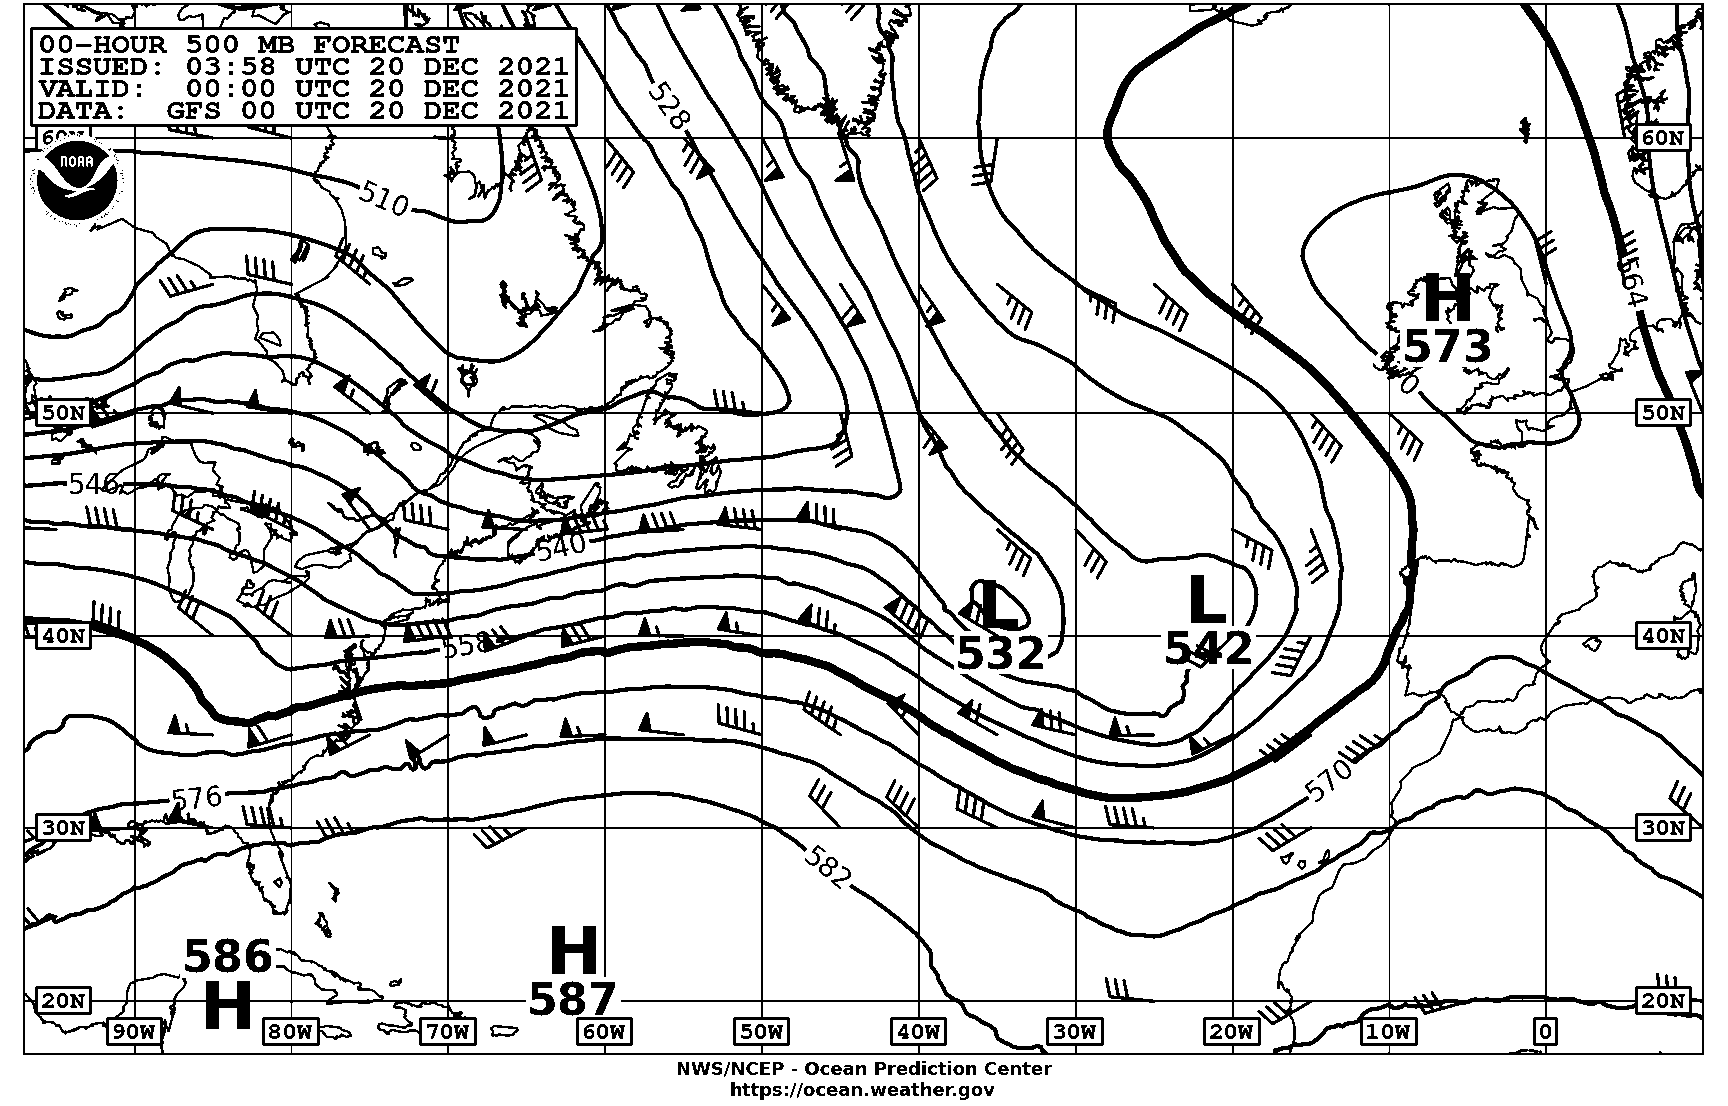 00-HOUR 500 MB FORECAST
ISSUED: 03:58 UTC 20 DEC 2021
VALID: 00:00 UTC 20 DEC 2021
DATA: GFS 00 UTC 20 DEC 2021
528
60N
NOAA
510
564
H
573
0
50N
50N
546
540
L
532
L
542
40N
558
40N
576
570
30N
30N
582
586
H
H
587
20N
20N
90W 80W 70W 60W 50W 40W 30W 20W 10W 0
NWS/NCEP - Ocean Prediction Center
https://ocean.weather.gov